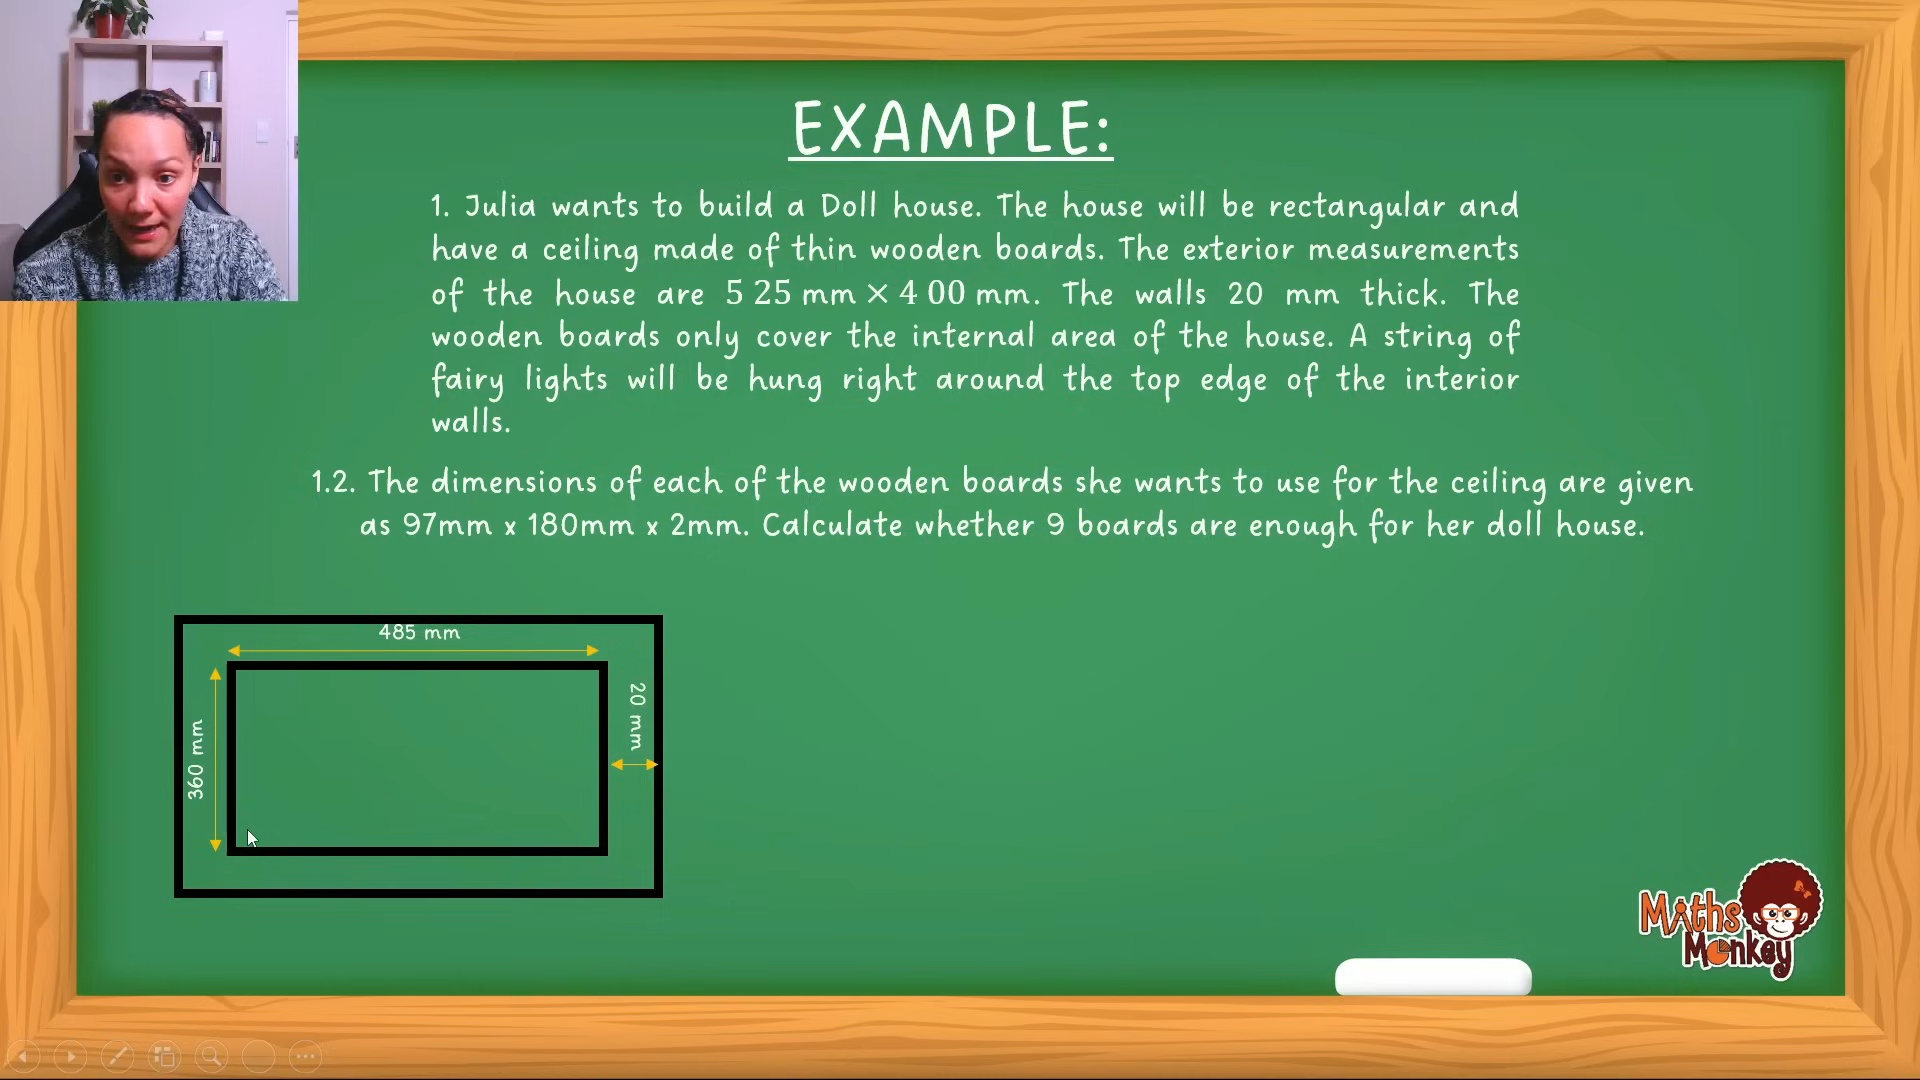 EXAMPLE:
1. Julia wants to build a Doll house. The house will be rectangular and
have a ceiling made of thin wooden boards. The exterior measurements
of the house are 5 25 mm × 4 00 mm. The walls 20 mm thick. The
wooden boards only cover the internal area of the house. A string of
fairy lights will be hung right around the top edge of the interior
walls.
1.2. The dimensions of each of the wooden boards she wants to use for the ceiling are given
as 97mm x 180mm x 2mm. Calculate whether 9 boards are enough for her doll house.
485 mm
360 mm
20 mm
Maths
Monkey